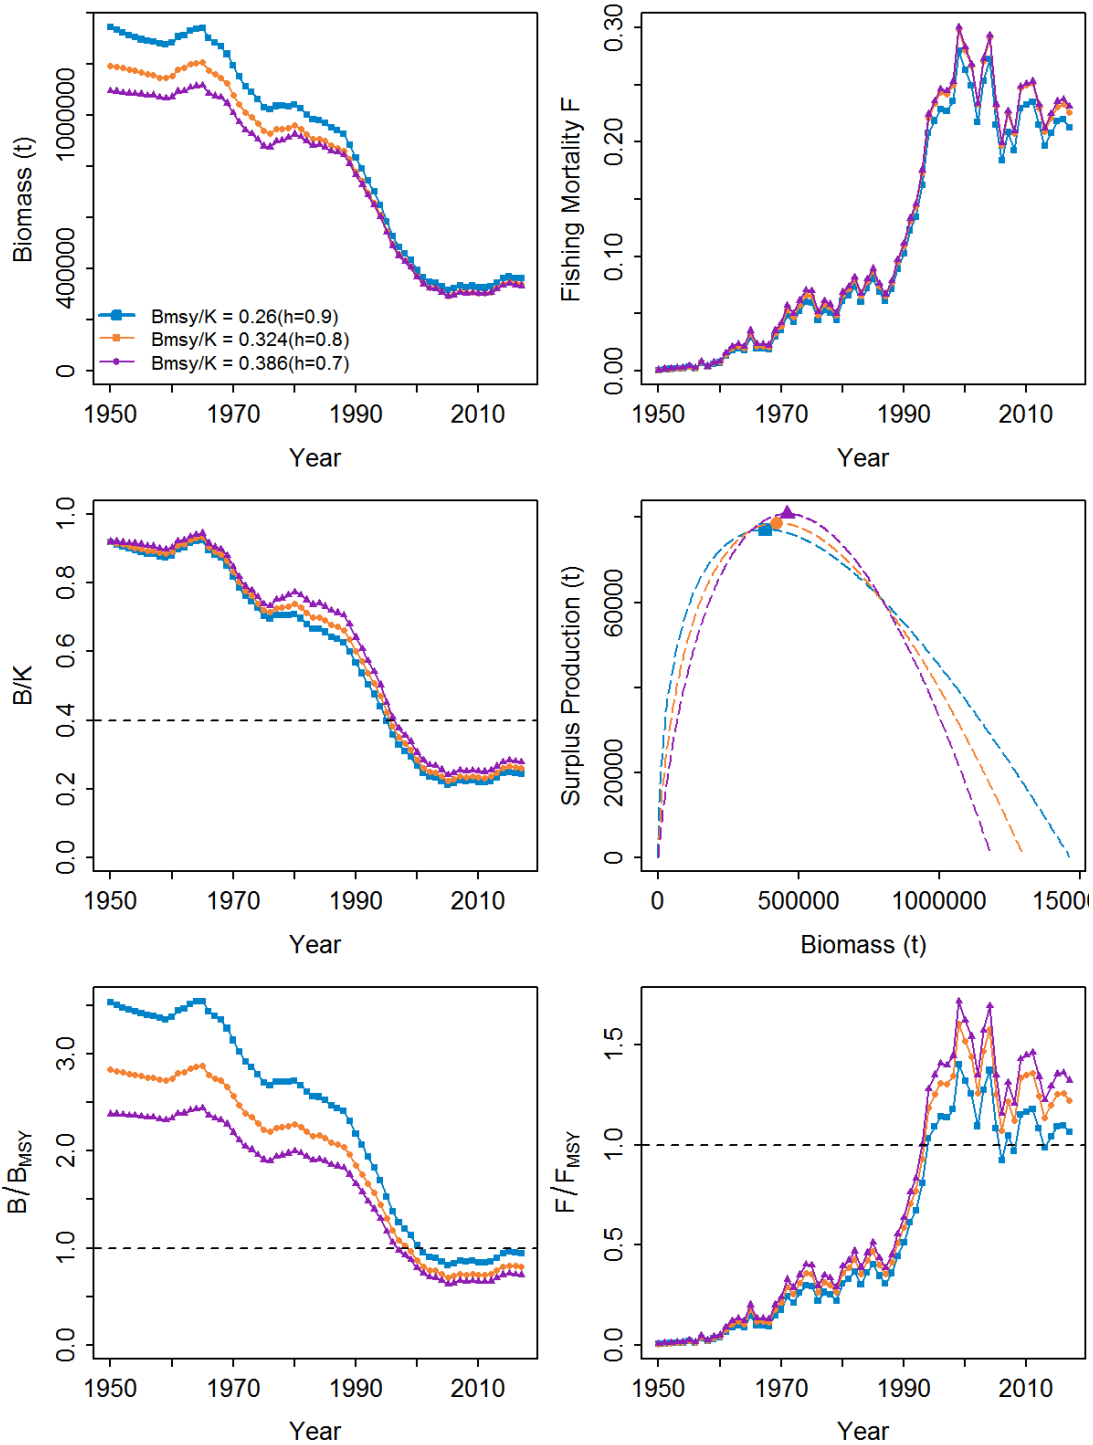 Biomass (t)
1000000
400000
0
Bmsy/K = 0.26(h=0.9)
Bmsy/K = 0.324(h=0.8)
Bmsy/K = 0.386(h=0.7)
1950 1970 1990 2010
Year
Fishing Mortality F
0.30
0.20
0.10
0.00
1950 1970 1990 2010
Year
B/K
1.0
0.8
0.6
0.4
0.2
0.0
1950 1970 1990 2010
Year
Surplus Production (t)
60000
20000
0
0 500000 1000000 15000
Biomass (t)
B/BMSY
3.0
2.0
1.0
0.0
1950 1970 1990 2010
Year
F/FMSY
1.5
1.0
0.5
0.0
1950 1970 1990 2010
Year